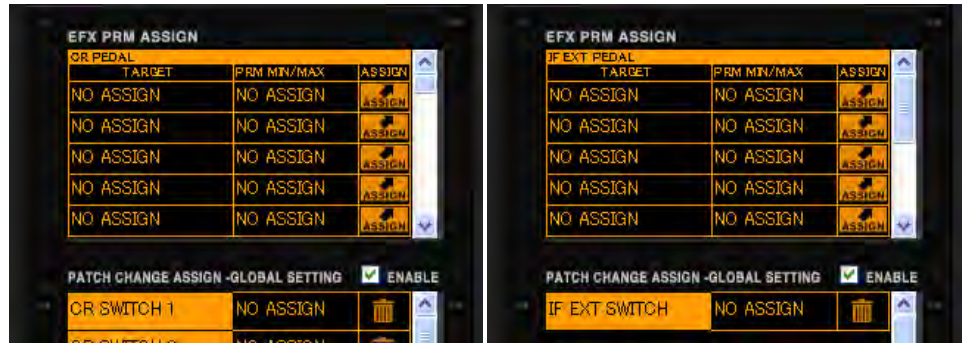 EFX PRM ASSIGN
CR PEDAL
TARGET PRM MIN/MAX ASSIGN
NO ASSIGN NO ASSIGN ASSIGN
NO ASSIGN NO ASSIGN ASSIGN
NO ASSIGN NO ASSIGN ASSIGN
NO ASSIGN NO ASSIGN ASSIGN
NO ASSIGN NO ASSIGN ASSIGN
PATCH CHANGE ASSIGN -GLOBAL SETTING ENABLE
CR SWITCH 1 NO ASSIGN
EFX PRM ASSIGN
IF EXT PEDAL
TARGET PRM MIN/MAX ASSIGN
NO ASSIGN NO ASSIGN ASSIGN
NO ASSIGN NO ASSIGN ASSIGN
NO ASSIGN NO ASSIGN ASSIGN
NO ASSIGN NO ASSIGN ASSIGN
NO ASSIGN NO ASSIGN ASSIGN
PATCH CHANGE ASSIGN -GLOBAL SETTING ENABLE
IF EXT SWITCH NO ASSIGN